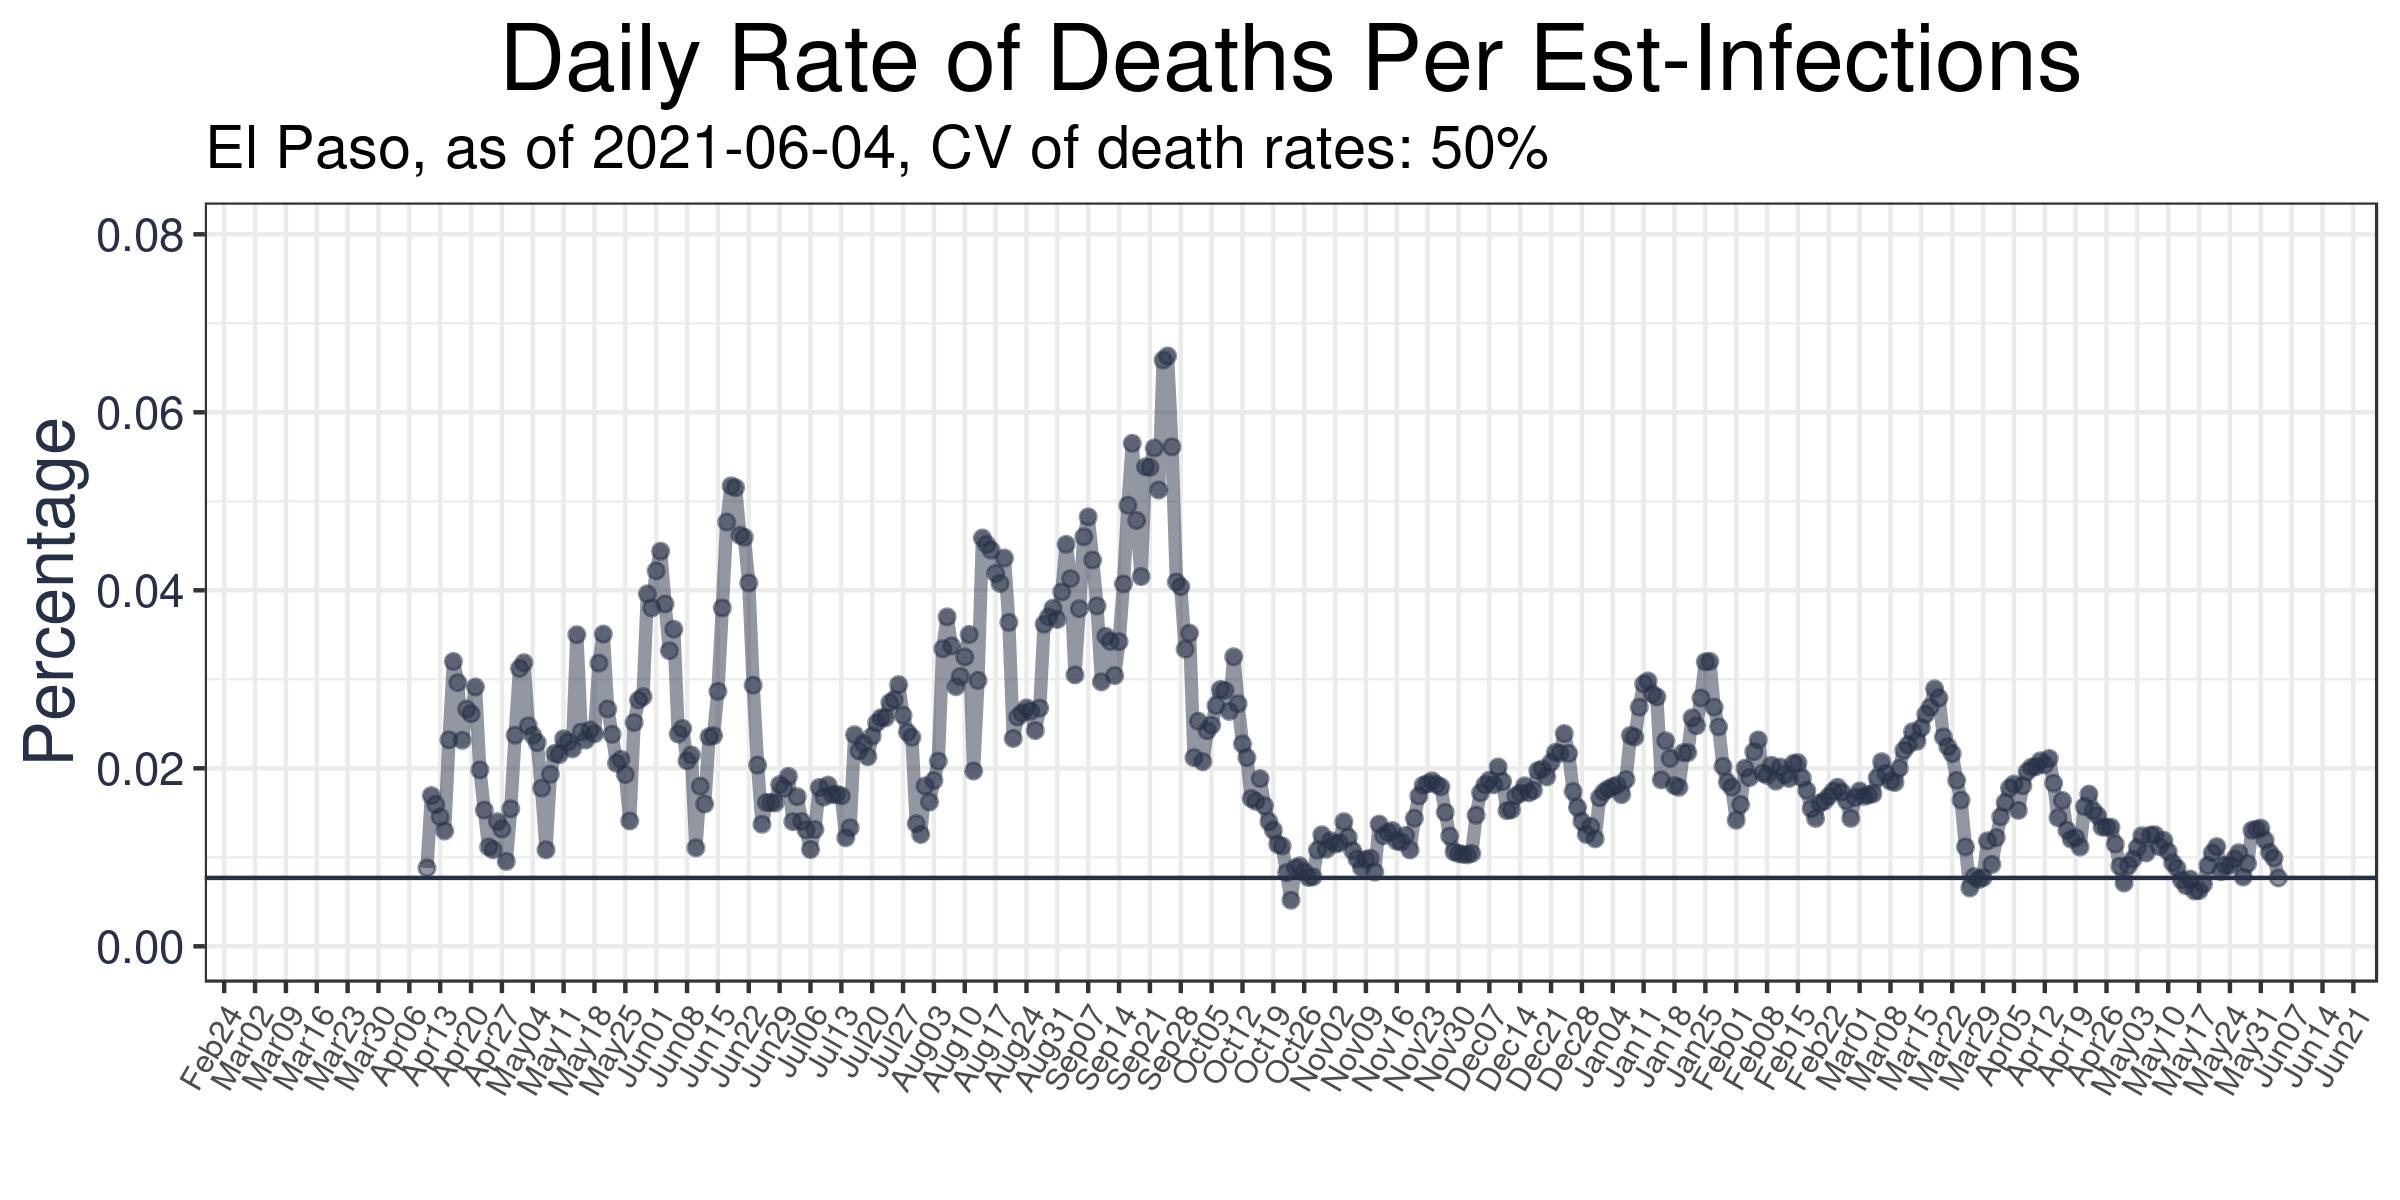 Daily Rate of Deaths Per Est-Infections
El Paso, as of 2021-06-04, CV of death rates: 50%
Percentage
0.08
0.06
0.04
0.02
0.00
Feb24 Mar02 Mar09 Mar16 Mar23 Mar30 Apr06 Apr13 Apr20 Apr27 May04 May11 May18 May25 Jun01 Jun08 Jun15 Jun22 Jun29 Jul06 Jul13 Jul20 Jul27 Aug03 Aug10 Aug17 Aug24 Aug31 Sep07 Sep14 Sep21 Sep28 Oct05 Oct12 Oct19 Oct26 Nov02 Nov09 Nov16 Nov23 Nov30 Dec07 Dec14 Dec21 Dec28 Jan04 Jan11 Jan18 Jan25 Feb01 Feb08 Feb15 Feb22 Mar01 Mar08 Mar15 Mar22 Mar29 Apr05 Apr12 Apr19 Apr26 May03 May10 May17 May24 May31 Jun07 Jun14 Jun21